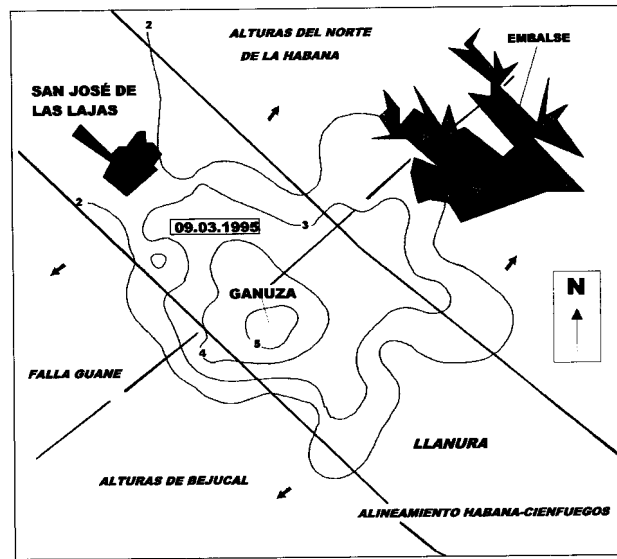 2
ALTURAS DEL NORTE
DE LA HABANA
EMBALSE
SAN JOSÉ DE
LAS LAJAS
2
09.03.1995
3
GANUZA
N
5
4
FALLA GUANE
LLANURA
ALTURAS DE BEJUCAL
ALINEAMIENTO HABANA-CIENFUEGOS